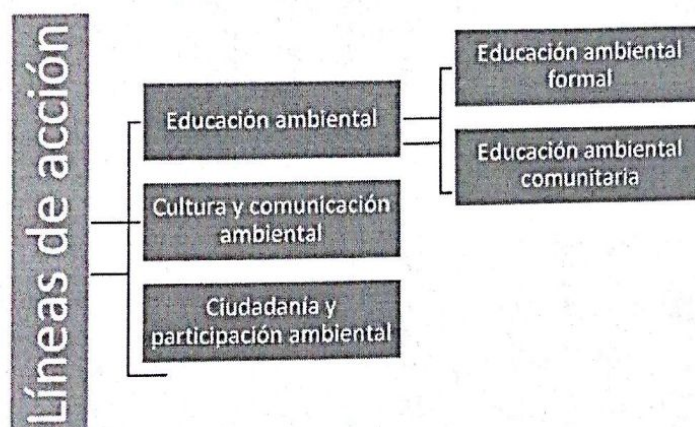 Líneas de acción
Educación ambiental
Educación ambiental
formal
Educación ambiental
comunitaria
Cultura y comunicación
ambiental
Ciudadanía y
participación ambiental